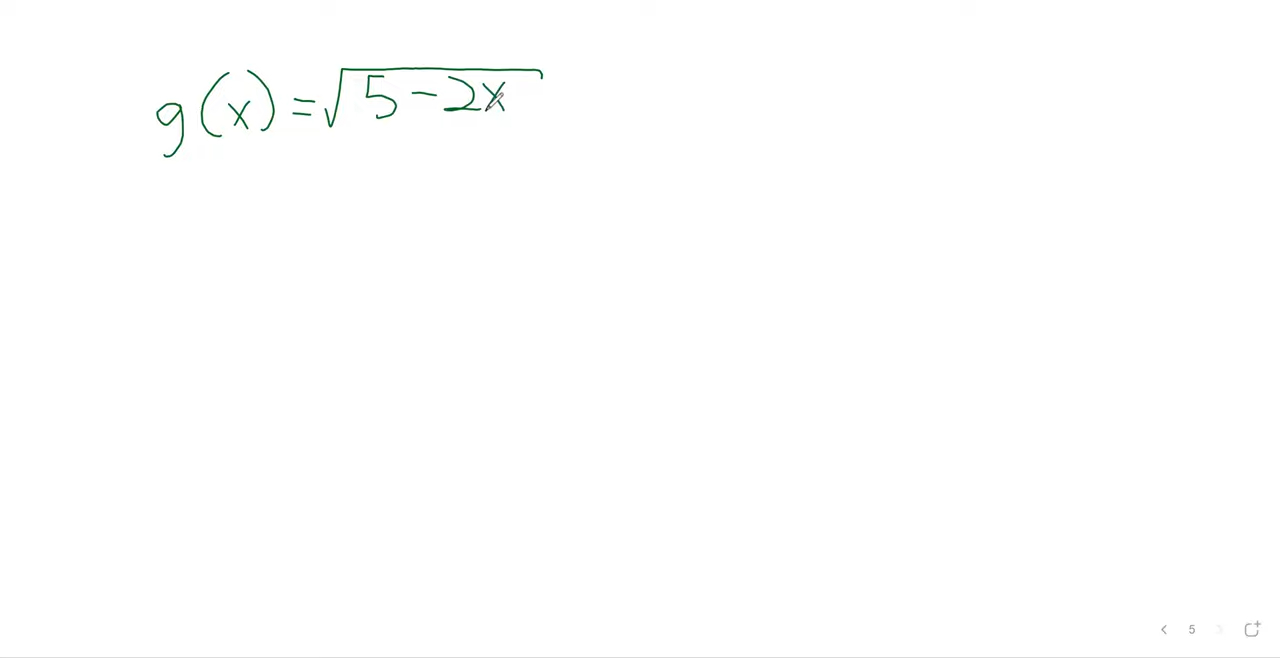 g(x) = √5 - 2x
5